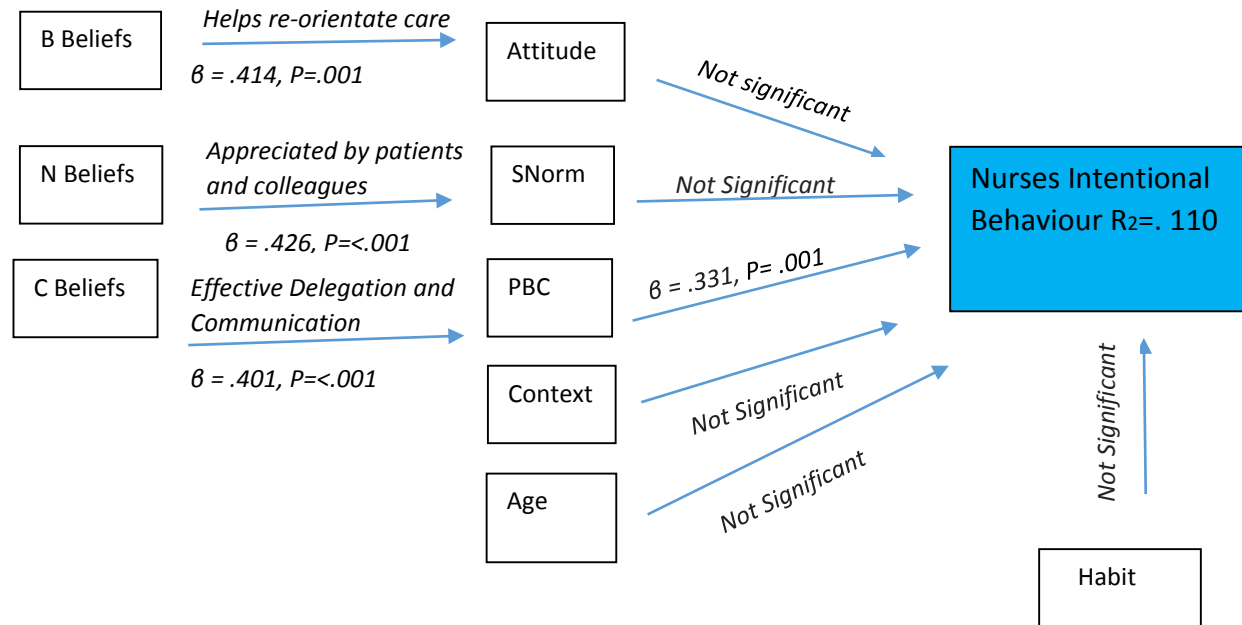 B Beliefs
Helps re-orientate care
β = .414, P=.001
Attitude
Not significant
N Beliefs
Appreciated by patients
and colleagues
β = .426, P=<.001
SNorm
Not Significant
Nurses Intentional
Behaviour R2=. 110
C Beliefs
Effective Delegation and
Communication
β = .401, P=<.001
PBC
β = .331, P= .001
Context
Not Significant
Age
Not Significant
Not Significant
Habit